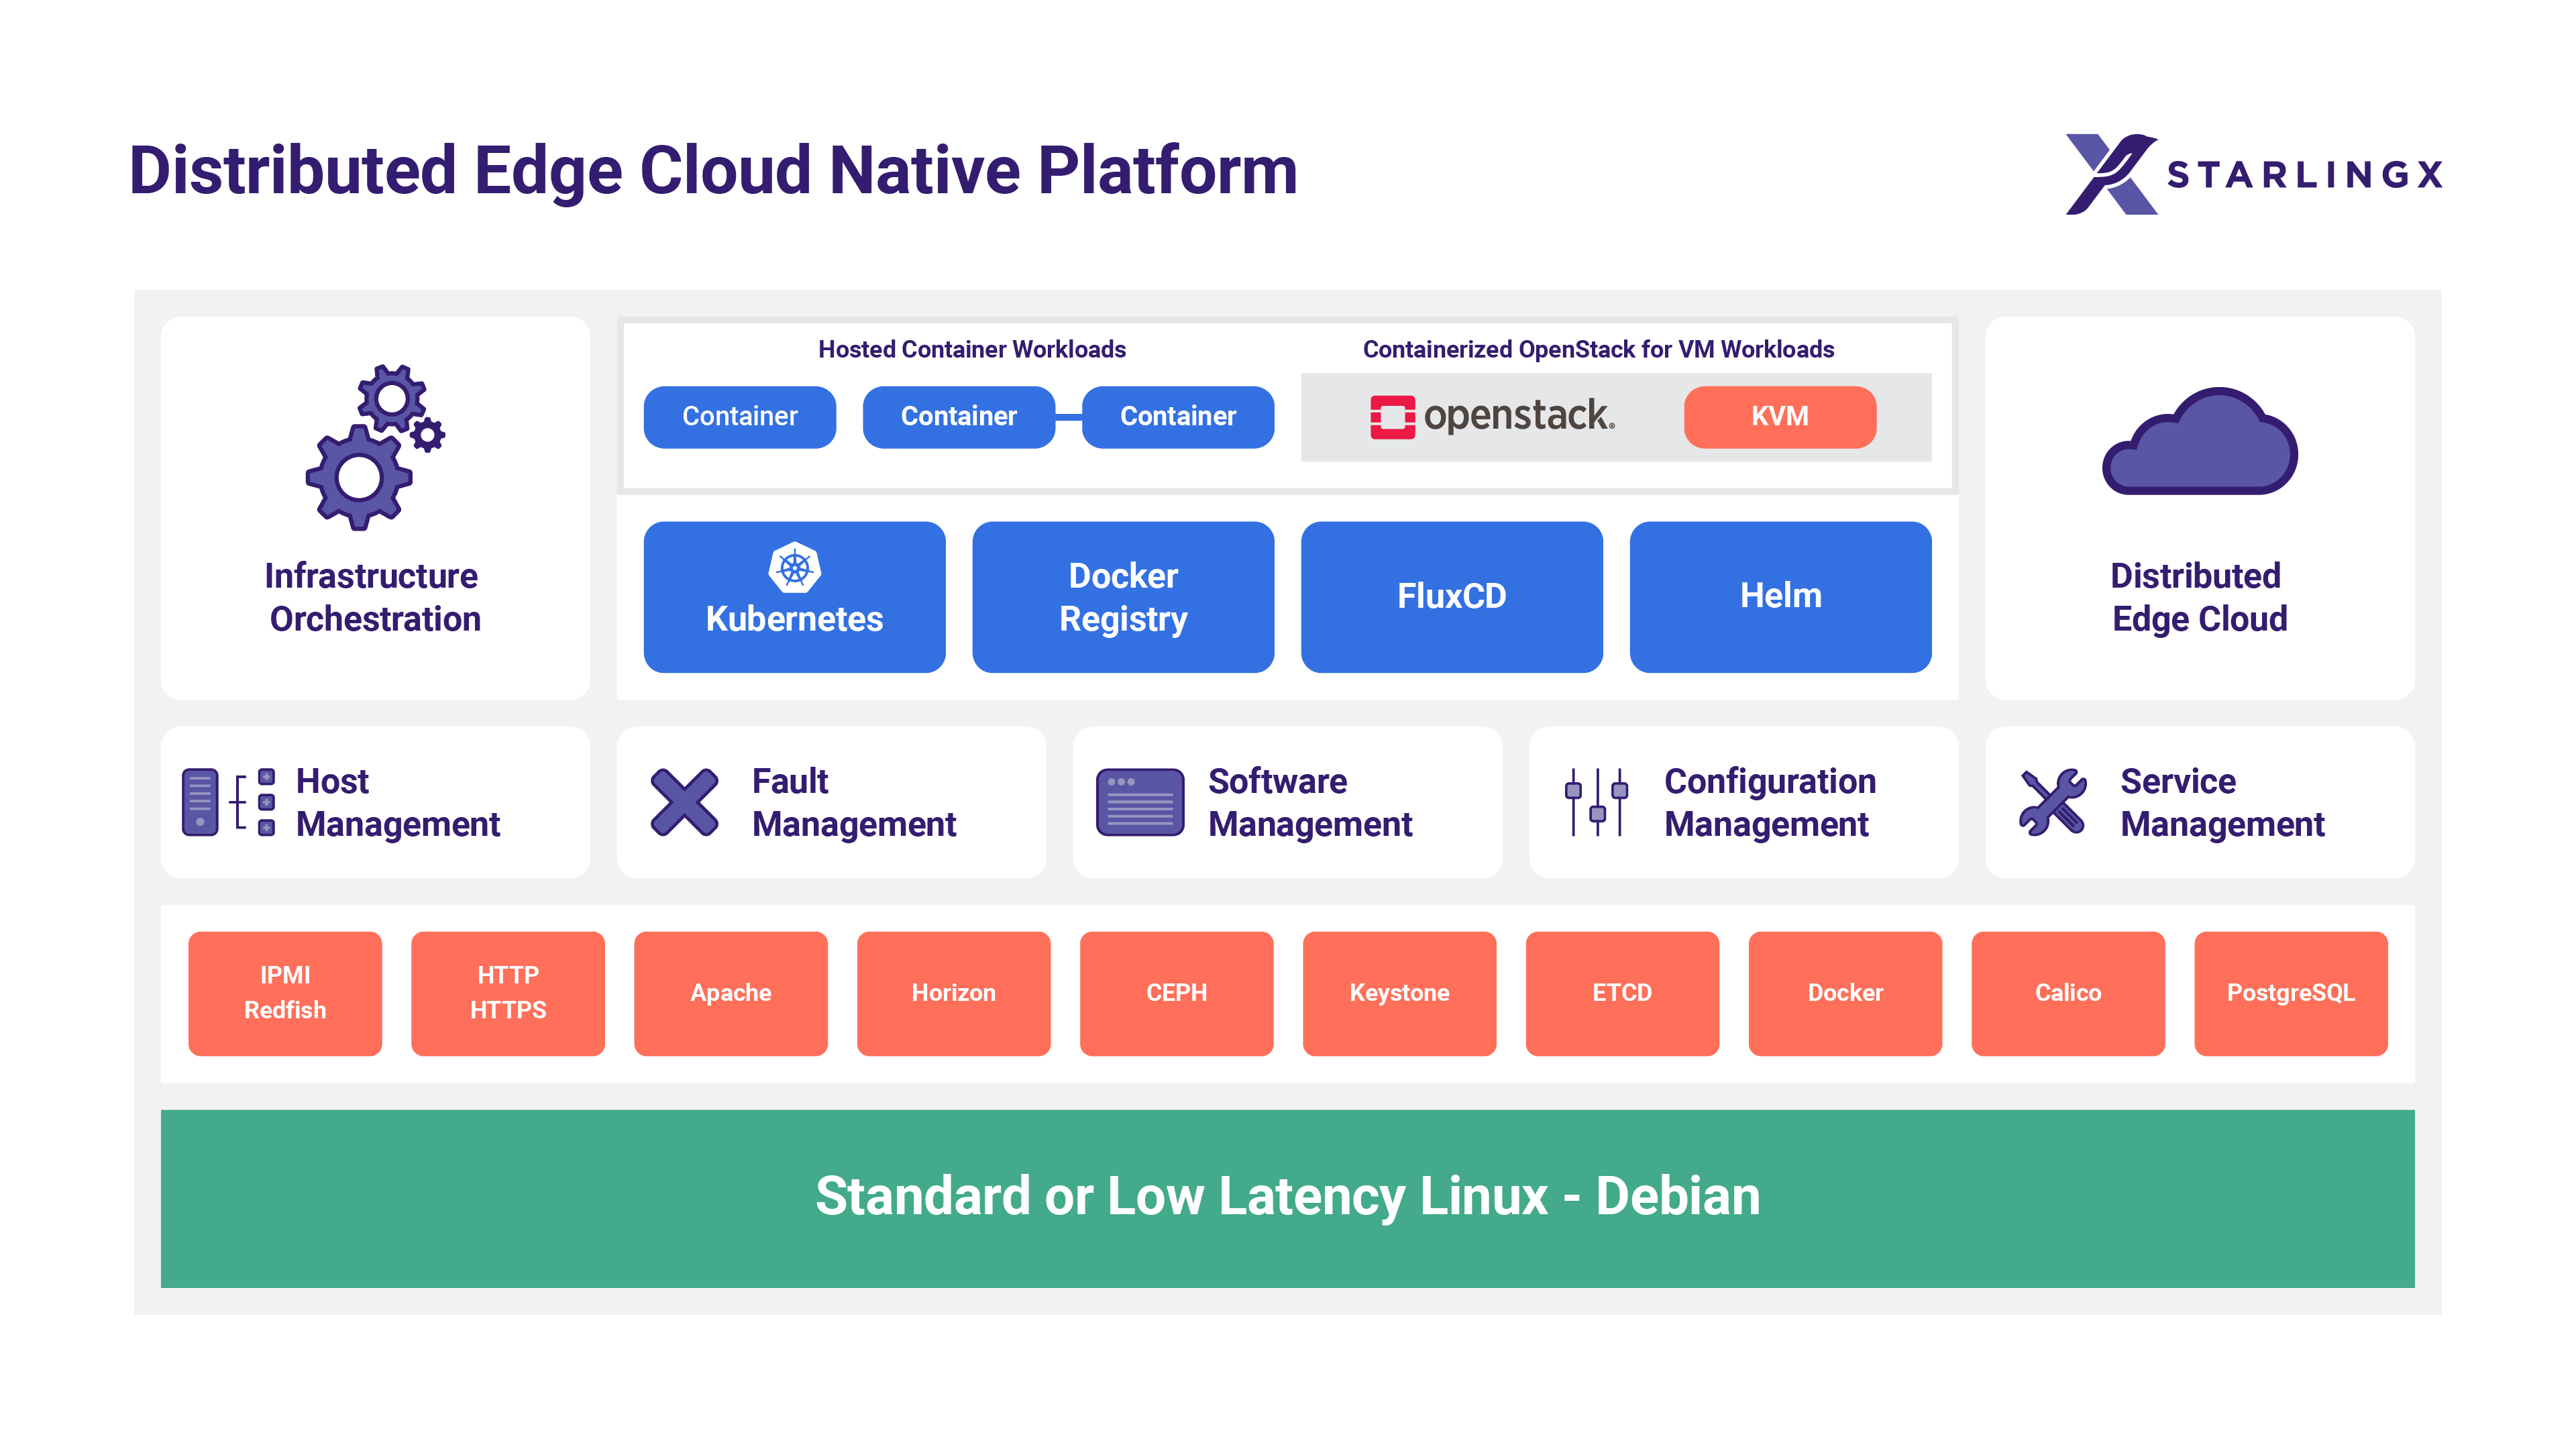 Distributed Edge Cloud Native Platform
STARLINGX
Infrastructure
Orchestration
Hosted Container Workloads
Container
Container
Container
Containerized OpenStack for VM Workloads
openstack®
KVM
Kubernetes
Docker
Registry
FluxCD
Helm
Distributed
Edge Cloud
Host
Management
Fault
Management
Software
Management
Configuration
Management
Service
Management
IPMI
Redfish
HTTP
HTTPS
Apache
Horizon
CEPH
Keystone
ETCD
Docker
Calico
PostgreSQL
Standard or Low Latency Linux - Debian